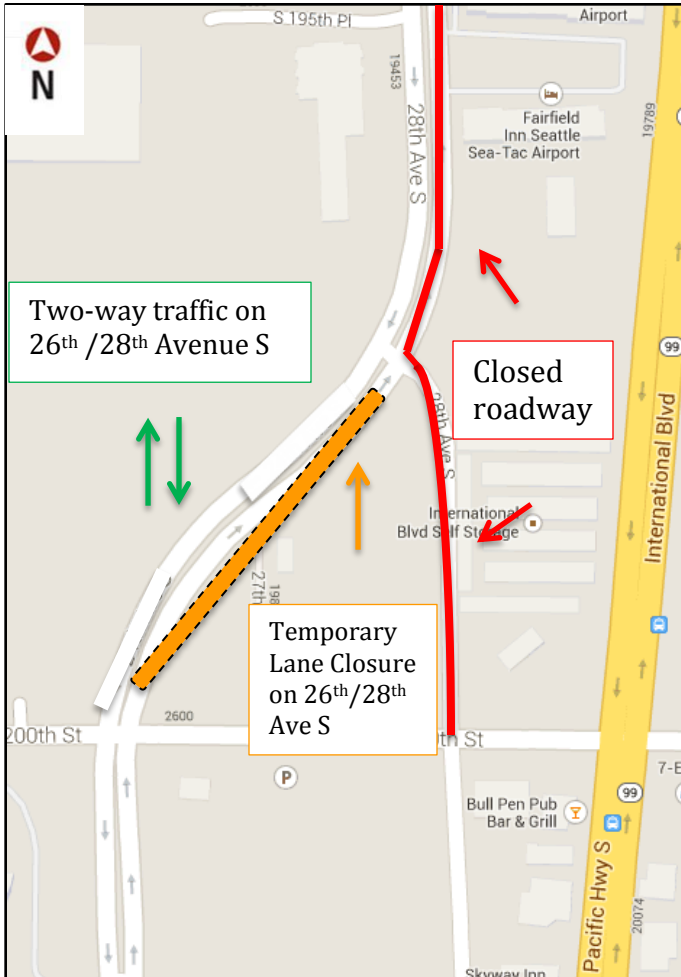 N
S 195th Pl
Airport
19453
28th Ave S
Fairfield
Inn Seattle
Sea-Tac Airport
19789
Two-way traffic on
26th /28th Avenue S
99
Closed
roadway
28th Ave S
International Blvd
International
Blvd Self Storage
27th
Temporary
Lane Closure
on 26th/28th
Ave S
2600
200th St
0th St
7-E
P
99
Bull Pen Pub
Bar & Grill
Pacific Hwy S
20074
Skyway Inn